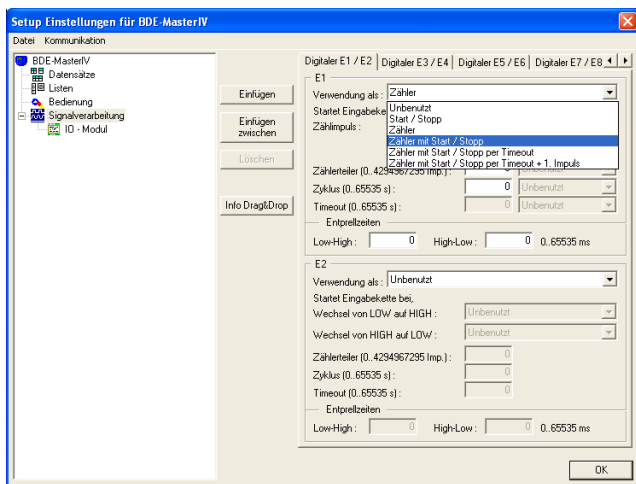 Setup Einstellungen für BDE-MasterIV
Datei Kommunikation
BDE-MasterIV
Datensätze
Listen
Bedienung
Signalverarbeitung
IO - Modul
Einfügen
Einfügen zwischen
Löschen
Info Drag&Drop
Digitaler E1 / E2 Digitaler E3 / E4 Digitaler E5 / E6 Digitaler E7 / E8
E1
Verwendung als : Zähler
Unbenutzt
Start / Stopp
Zähler
Zähler mit Start / Stopp
Zähler mit Start / Stopp per Timeout
Zähler mit Start / Stopp per Timeout + 1. Impuls
Startet Eingabeke
Zählimpuls :
Zählerteiler (0..4294967295 Imp.) : 0 Unbenutzt
Zyklus (0..65535 s) : 0 Unbenutzt
Timeout (0..65535 s) : 0 Unbenutzt
Entprellzeiten
Low-High : 0 High-Low : 0 0..65535 ms
E2
Verwendung als : Unbenutzt
Startet Eingabekette bei,
Wechsel von LOW auf HIGH : Unbenutzt
Wechsel von HIGH auf LOW : Unbenutzt
Zählerteiler (0..4294967295 Imp.) : 0
Zyklus (0..65535 s) : 0
Timeout (0..65535 s) : 0
Entprellzeiten
Low-High : 0 High-Low : 0 0..65535 ms
OK